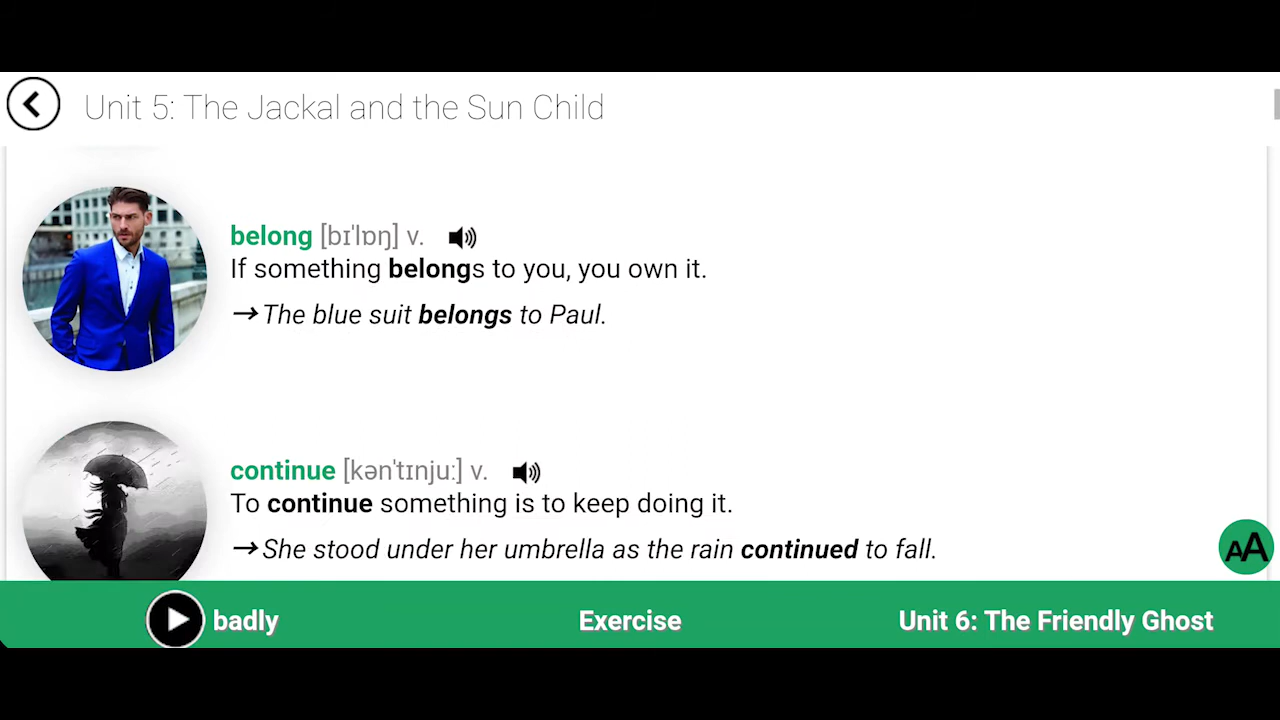 Unit 5: The Jackal and the Sun Child
belong [bɪˈlɒŋ] v.
If something belongs to you, you own it.
→ The blue suit belongs to Paul.
continue [kənˈtɪnjuː] v.
To continue something is to keep doing it.
→ She stood under her umbrella as the rain continued to fall.
AA
badly
Exercise
Unit 6: The Friendly Ghost